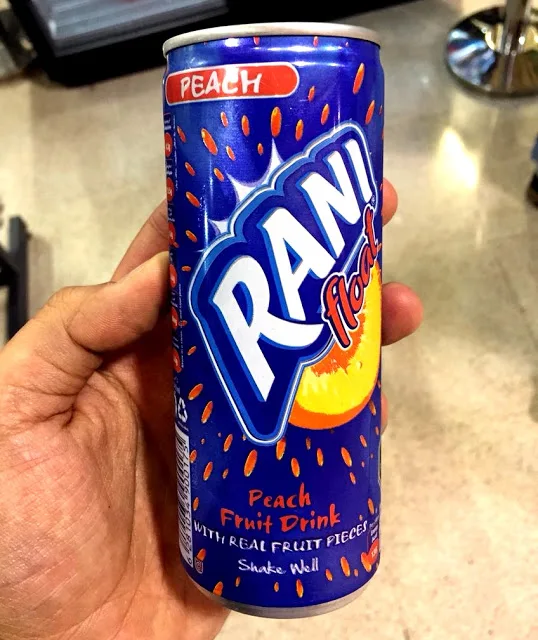 PEACH
RANI
float
Peach
Fruit Drink
WITH REAL FRUIT PIECES
Shake Well